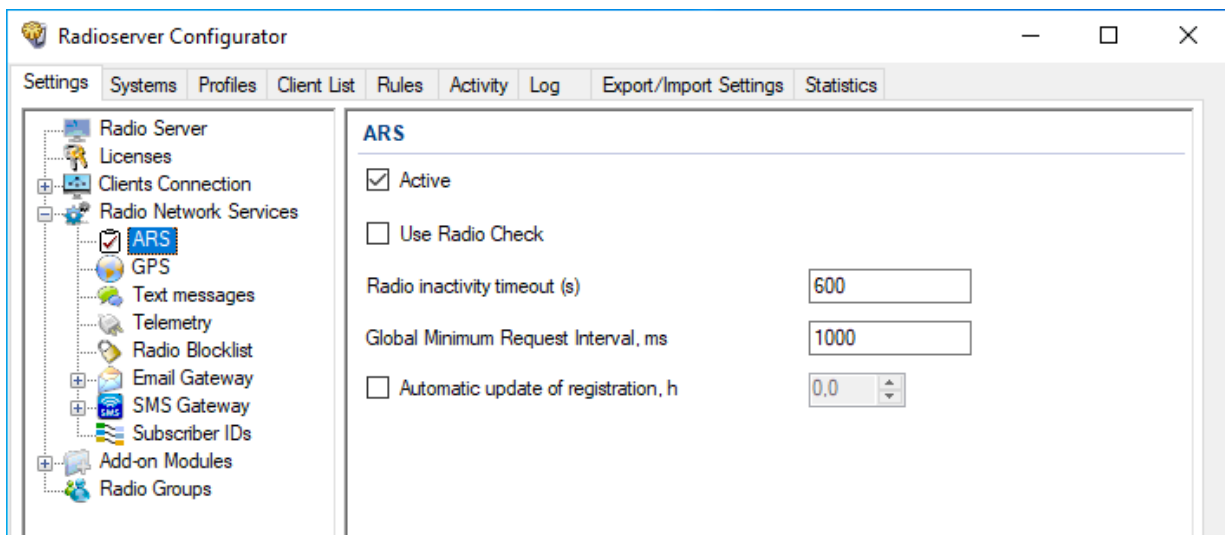 Radioserver Configurator
Settings Systems Profiles Client List Rules Activity Log Export/Import Settings Statistics
Radio Server
Licenses
Clients Connection
Radio Network Services
ARS
GPS
Text messages
Telemetry
Radio Blocklist
Email Gateway
SMS Gateway
SMS
Subscriber IDs
Add-on Modules
Radio Groups
ARS
Active
Use Radio Check
Radio inactivity timeout (s) 600
Global Minimum Request Interval, ms 1000
Automatic update of registration, h 0,0